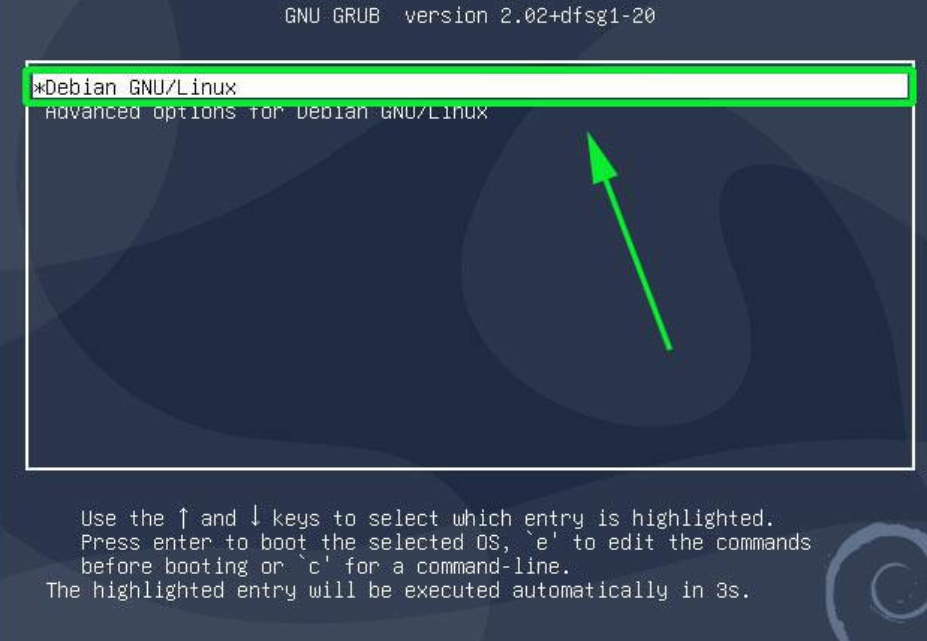 GNU GRUB version 2.02+dfsg1-20
*Debian GNU/Linux
Advanced options for Debian GNU/Linux
Use the ↑ and ↓ keys to select which entry is highlighted.
Press enter to boot the selected OS, `e' to edit the commands
before booting or `c' for a command-line.
The highlighted entry will be executed automatically in 3s.